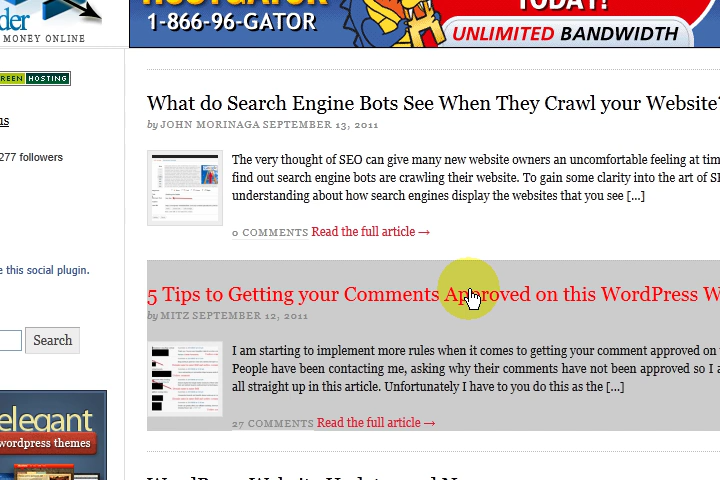 der
MONEY ONLINE
1-866-96-GATOR
TODAY!
UNLIMITED BANDWIDTH
REEN HOSTING
What do Search Engine Bots See When They Crawl your Website?
by JOHN MORINAGA SEPTEMBER 13, 2011
277 followers
The very thought of SEO can give many new website owners an uncomfortable feeling at tim
find out search engine bots are crawling their website. To gain some clarity into the art of SE
understanding about how search engines display the websites that you see [...]
0 COMMENTS Read the full article →
e this social plugin.
5 Tips to Getting your Comments Approved on this WordPress W
by MITZ SEPTEMBER 12, 2011
Search
I am starting to implement more rules when it comes to getting your comment approved on
People have been contacting me, asking why their comments have not been approved so I a
all straight up in this article. Unfortunately I have to you do this as the [...]
27 COMMENTS Read the full article →
elegant
wordpress themes